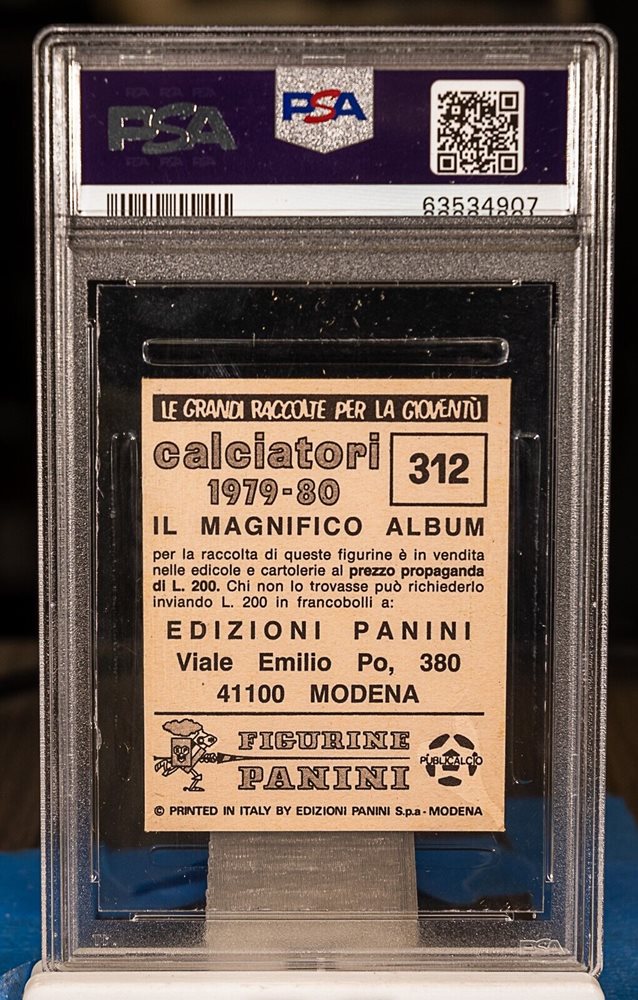 PSA
PSA
63534907
LE GRANDI RACCOLTE PER LA GIOVENTÙ
calciatori
1979-80
312
IL MAGNIFICO ALBUM
per la raccolta di queste figurine è in vendita
nelle edicole e cartolerie al prezzo propaganda
di L. 200. Chi non lo trovasse può richiederlo
inviando L. 200 in francobolli a:
EDIZIONI PANINI
Viale Emilio Po, 380
41100 MODENA
FIGURINE
PANINI
PUBLICALCIO
© PRINTED IN ITALY BY EDIZIONI PANINI S.p.a - MODENA
PSA